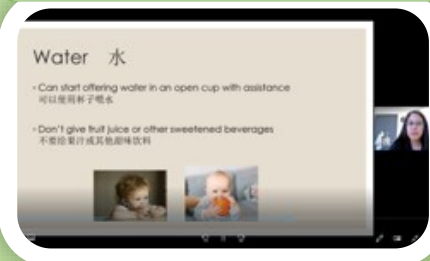 Water 水
• Can start offering water in an open cup with assistance
可以使用杯子喂水
• Don't give fruit juice or other sweetened beverages
不要给果汁或其他甜味饮料